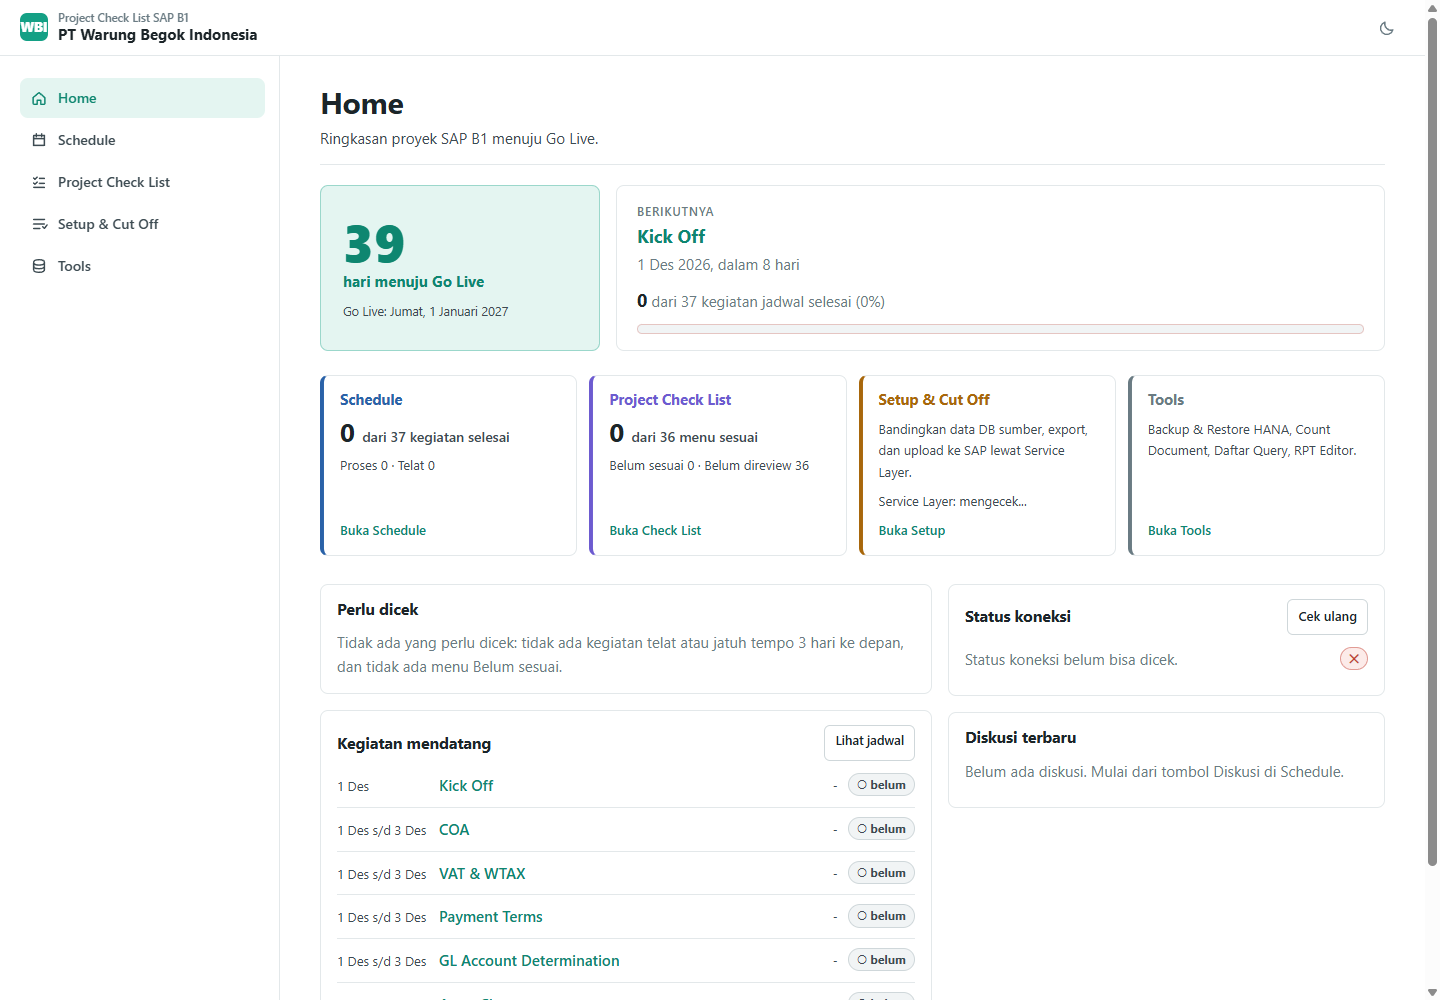 WBI
Project Check List SAP B1
PT Warung Begok Indonesia
Home
Schedule
Project Check List
Setup & Cut Off
Tools
Home
Ringkasan proyek SAP B1 menuju Go Live.
39
hari menuju Go Live
Go Live: Jumat, 1 Januari 2027
BERIKUTNYA
Kick Off
1 Des 2026, dalam 8 hari
0 dari 37 kegiatan jadwal selesai (0%)
Schedule
0 dari 37 kegiatan selesai
Proses 0 · Telat 0
Buka Schedule
Project Check List
0 dari 36 menu sesuai
Belum sesuai 0 · Belum direview 36
Buka Check List
Setup & Cut Off
Bandingkan data DB sumber, export,
dan upload ke SAP lewat Service
Layer.
Service Layer: mengecek...
Buka Setup
Tools
Backup & Restore HANA, Count
Document, Daftar Query, RPT Editor.
Buka Tools
Perlu dicek
Tidak ada yang perlu dicek: tidak ada kegiatan telat atau jatuh tempo 3 hari ke depan,
dan tidak ada menu Belum sesuai.
Status koneksi
Cek ulang
Status koneksi belum bisa dicek.
Kegiatan mendatang
Lihat jadwal
1 Des Kick Off - belum
1 Des s/d 3 Des COA - belum
1 Des s/d 3 Des VAT & WTAX - belum
1 Des s/d 3 Des Payment Terms - belum
1 Des s/d 3 Des GL Account Determination - belum
Diskusi terbaru
Belum ada diskusi. Mulai dari tombol Diskusi di Schedule.